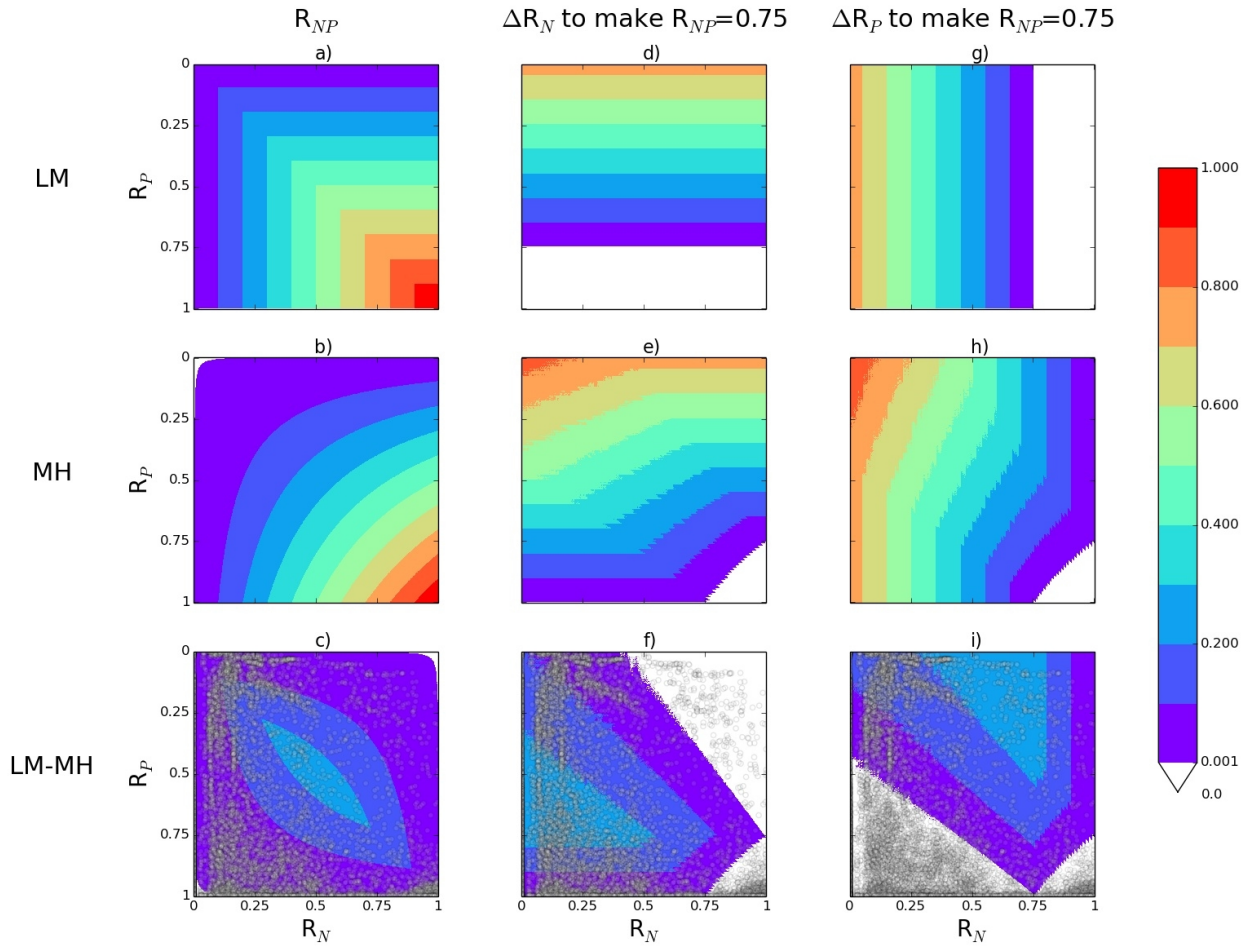 R_NP
ΔR_N to make R_NP=0.75
ΔR_P to make R_NP=0.75
a)
d)
g)
LM
R_P
0
0.25
0.5
0.75
1
b)
e)
h)
MH
R_P
0
0.25
0.5
0.75
1
c)
f)
i)
LM-MH
R_P
0
0.25
0.5
0.75
1
0 0.25 0.5 0.75 1
0 0.25 0.5 0.75 1
0 0.25 0.5 0.75 1
R_N
R_N
R_N
1.000
0.800
0.600
0.400
0.200
0.001
0.0